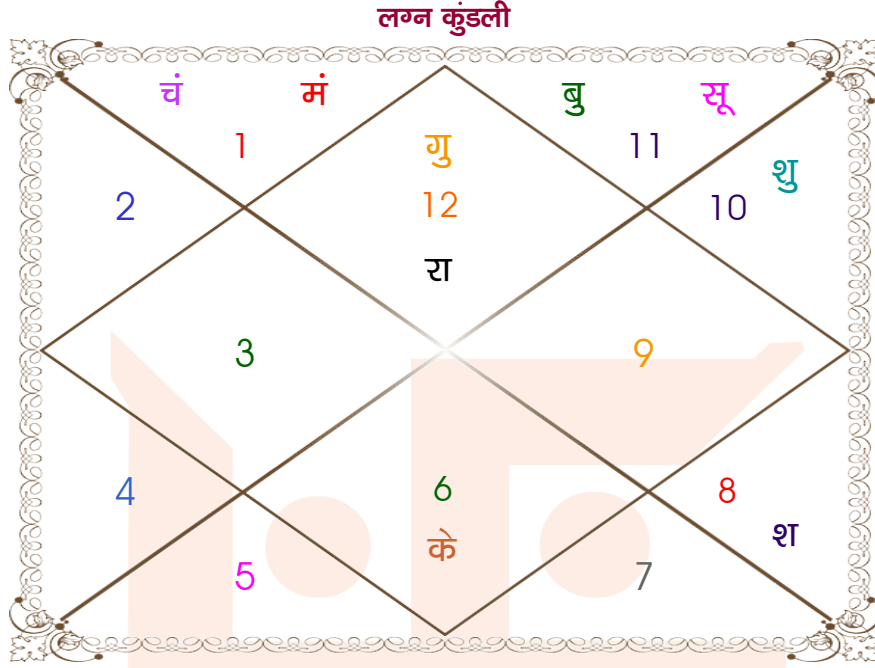 लग्न कुंडली
चं मं बु सू
1 गु 11 शु
2 12 10
रा
3 9
4 6 8
के श
5 7